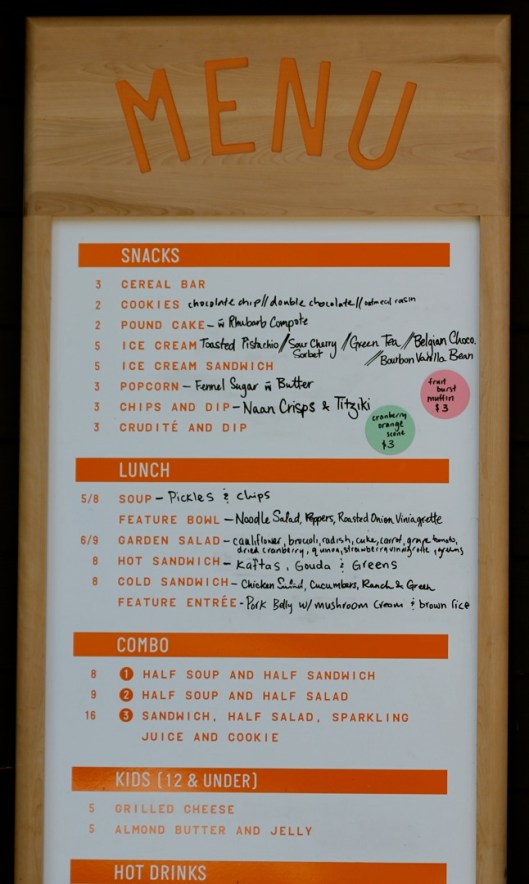 MENU
SNACKS
3 CEREAL BAR
2 COOKIES chocolate chip//double chocolate//oatmeal raisin
2 POUND CAKE - w Rhubarb Compote
5 ICE CREAM Toasted Pistachio/Sour Cherry Sorbet/Green Tea/Belgian Choco.
//Bourbon Vanilla Bean
5 ICE CREAM SANDWICH
3 POPCORN - Fennel Sugar w Butter
3 CHIPS AND DIP - Naan Crisps & Titziki
3 CRUDITÉ AND DIP
fruit
burst
muffin
$3
cranberry
orange
scone
$3
LUNCH
5/8 SOUP - Pickles & chips
FEATURE BOWL - Noodle Salad, Peppers, Roasted Onion Viniagrette
6/9 GARDEN SALAD - cauliflower, brocoli, radish, cuke, carrot, grape tomato,
dried cranberry, quinoa, strawberry vinaigrette, greens
8 HOT SANDWICH - Kaftas, Gouda & Greens
8 COLD SANDWICH - Chicken Salad, Cucumbers, Ranch & Green
FEATURE ENTRÉE - Pork Belly w/ mushroom cream & brown rice
COMBO
8 1 HALF SOUP AND HALF SANDWICH
9 2 HALF SOUP AND HALF SALAD
16 3 SANDWICH, HALF SALAD, SPARKLING
JUICE AND COOKIE
KIDS (12 & UNDER)
5 GRILLED CHEESE
5 ALMOND BUTTER AND JELLY
HOT DRINKS